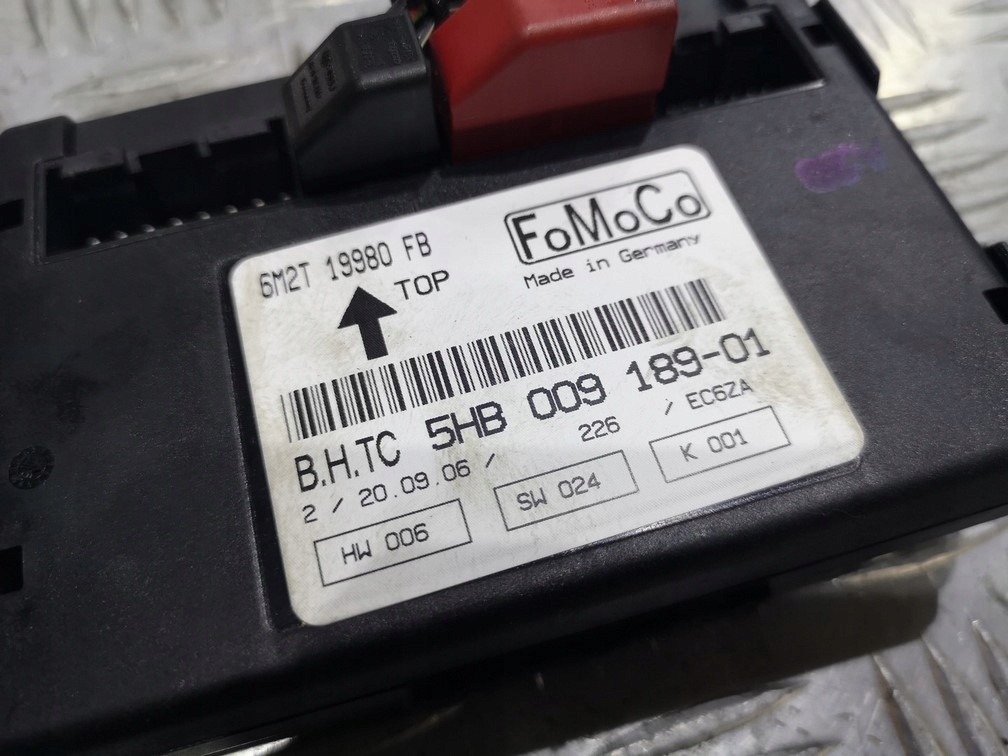 6M2T 19980 FB
FoMoCo
Made in Germany
TOP
B.H.TC 5HB 009 189-01
2 / 20.09.06 / 226 / EC6ZA
HW 006 SW 024 K 001